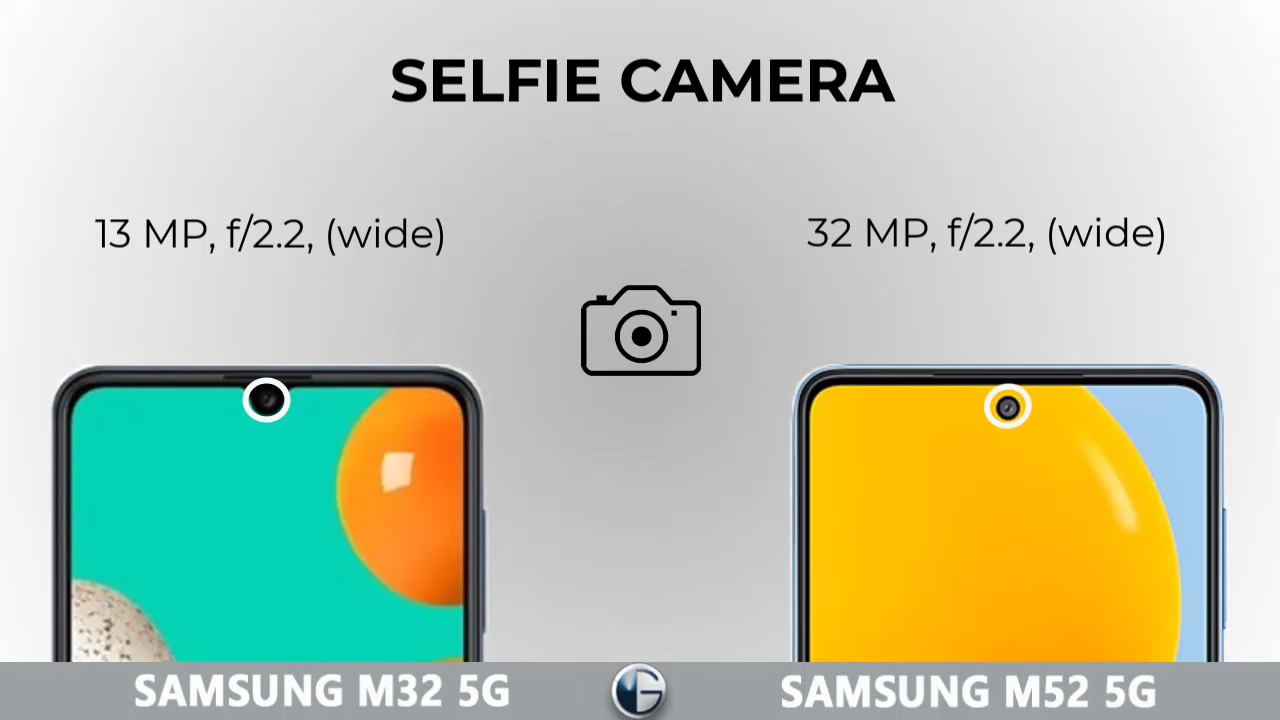 SELFIE CAMERA
13 MP, f/2.2, (wide)
32 MP, f/2.2, (wide)
SAMSUNG M32 5G
G
SAMSUNG M52 5G